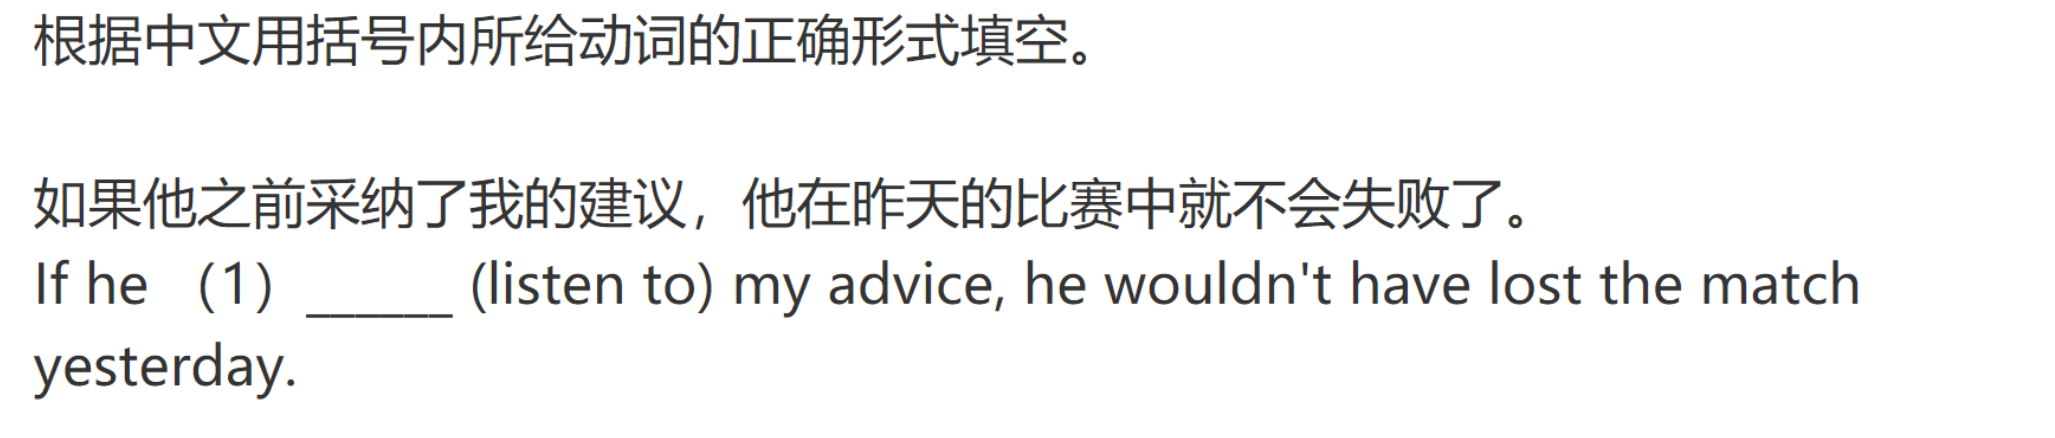 根据中文用括号内所给动词的正确形式填空。
如果他之前采纳了我的建议，他在昨天的比赛中就不会失败了。
If he （1）______ (listen to) my advice, he wouldn't have lost the match
yesterday.